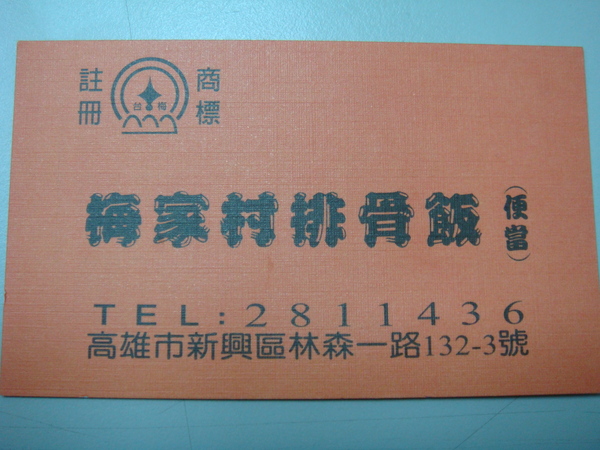 註冊 商標
台梅
梅家村排骨飯(便當)
TEL:2811436
高雄市新興區林森一路132-3號